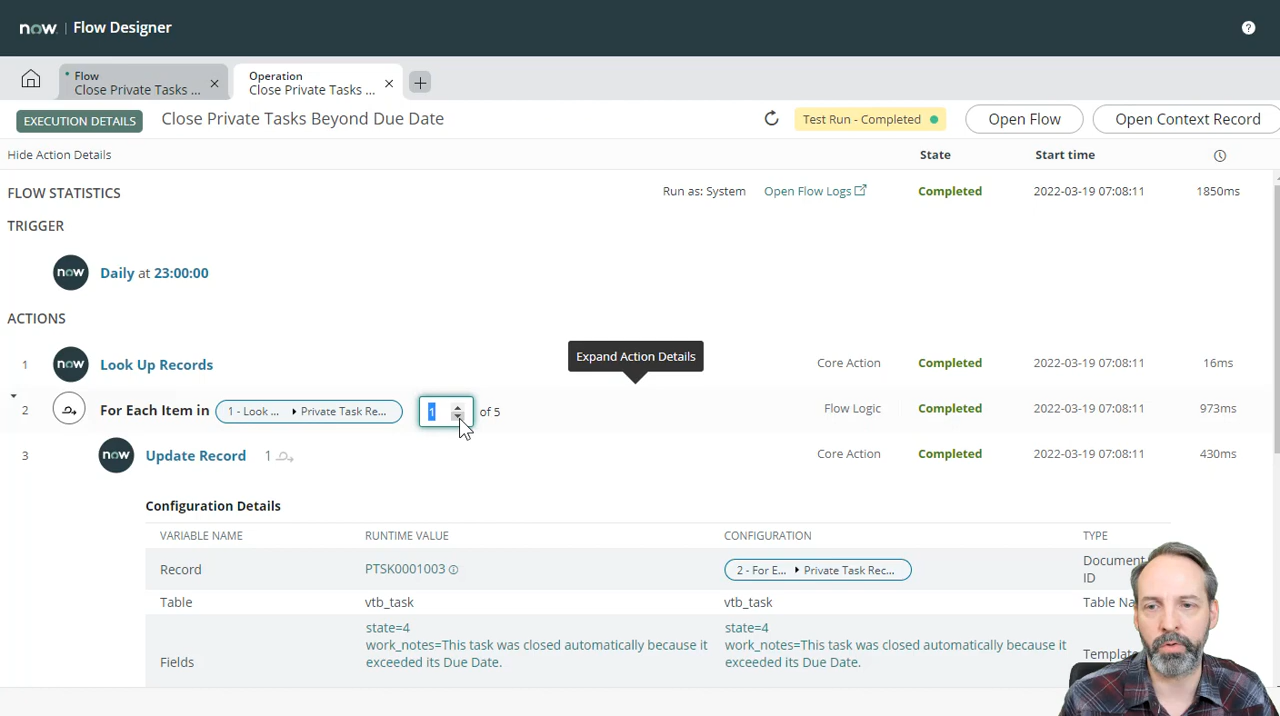 now. | Flow Designer
Flow
Close Private Tasks ...
Operation
Close Private Tasks ...
EXECUTION DETAILS
Close Private Tasks Beyond Due Date
Test Run - Completed
Open Flow
Open Context Record
Hide Action Details
State
Start time
FLOW STATISTICS
Run as: System
Open Flow Logs
Completed
2022-03-19 07:08:11
1850ms
TRIGGER
now
Daily at 23:00:00
ACTIONS
Expand Action Details
1
now
Look Up Records
Core Action
Completed
2022-03-19 07:08:11
16ms
2
For Each Item in
1 - Look ...
Private Task Re...
1
of 5
Flow Logic
Completed
2022-03-19 07:08:11
973ms
3
now
Update Record
1
Core Action
Completed
2022-03-19 07:08:11
430ms
Configuration Details
VARIABLE NAME
RUNTIME VALUE
CONFIGURATION
TYPE
Record
PTSK0001003
2 - For E...
Private Task Rec...
Document
ID
Table
vtb_task
vtb_task
Table Na
Fields
state=4
work_notes=This task was closed automatically because it
exceeded its Due Date.
state=4
work_notes=This task was closed automatically because it
exceeded its Due Date.
Template